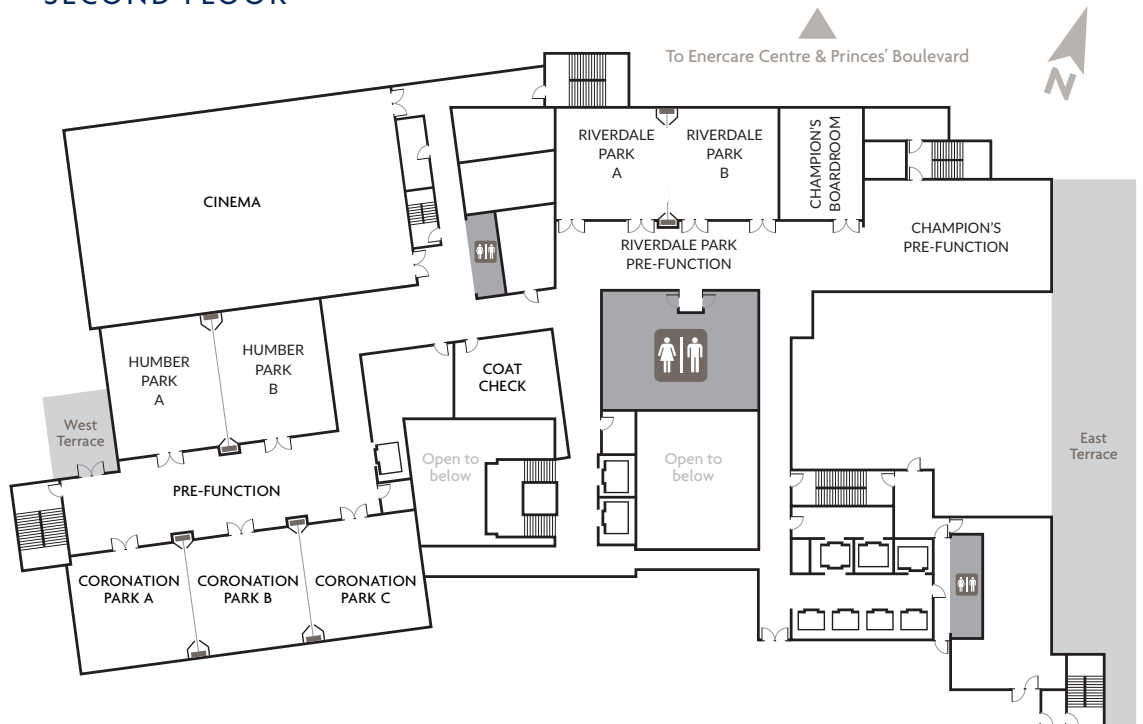 SECOND FLOOR
To Enercare Centre & Princes' Boulevard
N
CINEMA
RIVERDALE
PARK
A
RIVERDALE
PARK
B
CHAMPION'S
BOARDROOM
CHAMPION'S
PRE-FUNCTION
RIVERDALE PARK
PRE-FUNCTION
HUMBER
PARK
A
HUMBER
PARK
B
COAT
CHECK
West
Terrace
Open to
below
Open to
below
East
Terrace
PRE-FUNCTION
CORONATION
PARK A
CORONATION
PARK B
CORONATION
PARK C